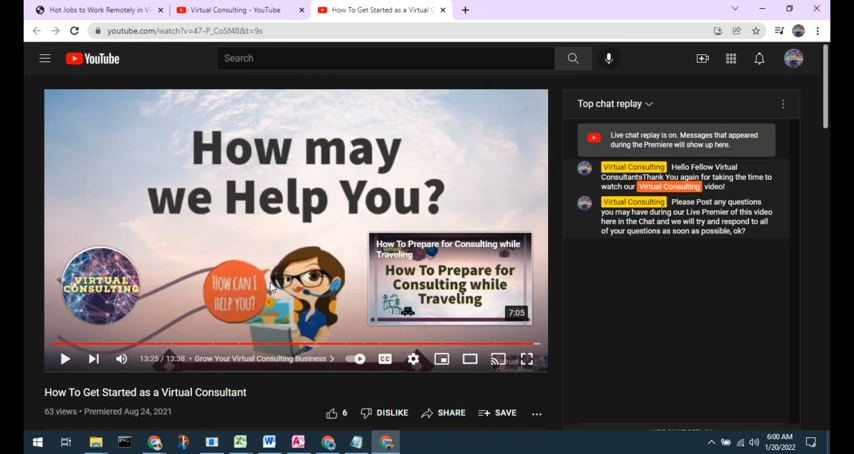 Hot Jobs to Work Remotely in Vi
Virtual Consulting - YouTube
How To Get Started as a Virtual C
youtube.com/watch?v=47-P_CoSf48&t=9s
YouTube
Search
How may
we Help You?
VIRTUAL
CONSULTING
HOW CAN I
HELP YOU?
How To Prepare for Consulting while
Traveling
How To Prepare for
Consulting while
Traveling
7:05
13:25 / 13:38 • Grow Your Virtual Consulting Business
CC
How To Get Started as a Virtual Consultant
63 views • Premiered Aug 24, 2021
6 DISLIKE SHARE SAVE
Top chat replay
Live chat replay is on. Messages that appeared
during the Premiere will show up here.
Virtual Consulting Hello Fellow Virtual
ConsultantsThank You again for taking the time to
watch our Virtual Consulting video!
Virtual Consulting Please Post any questions
you may have during our Live Premier of this video
here in the Chat and we will try and respond to all
of your questions as soon as possible, ok?
6:00 AM
1/20/2022